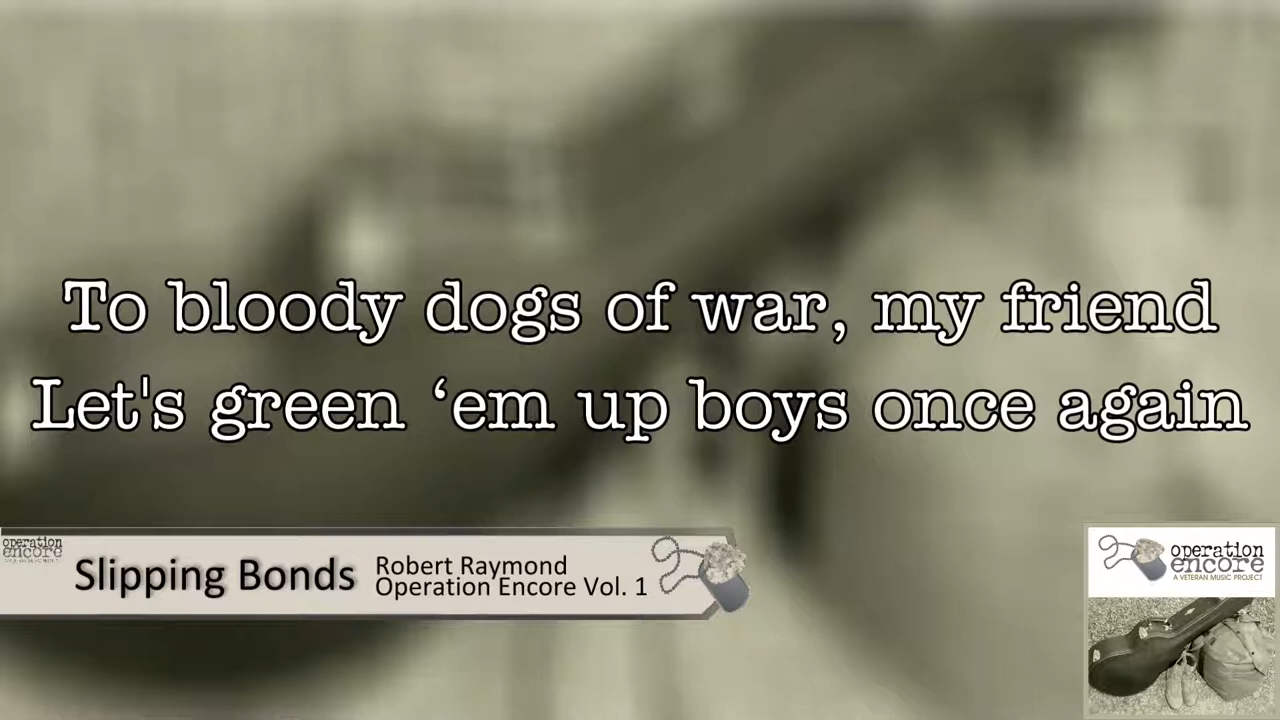 To bloody dogs of war, my friend
Let's green ‘em up boys once again
operation
encore
Slipping Bonds
Robert Raymond
Operation Encore Vol. 1
operation
encore
A VETERAN MUSIC PROJECT